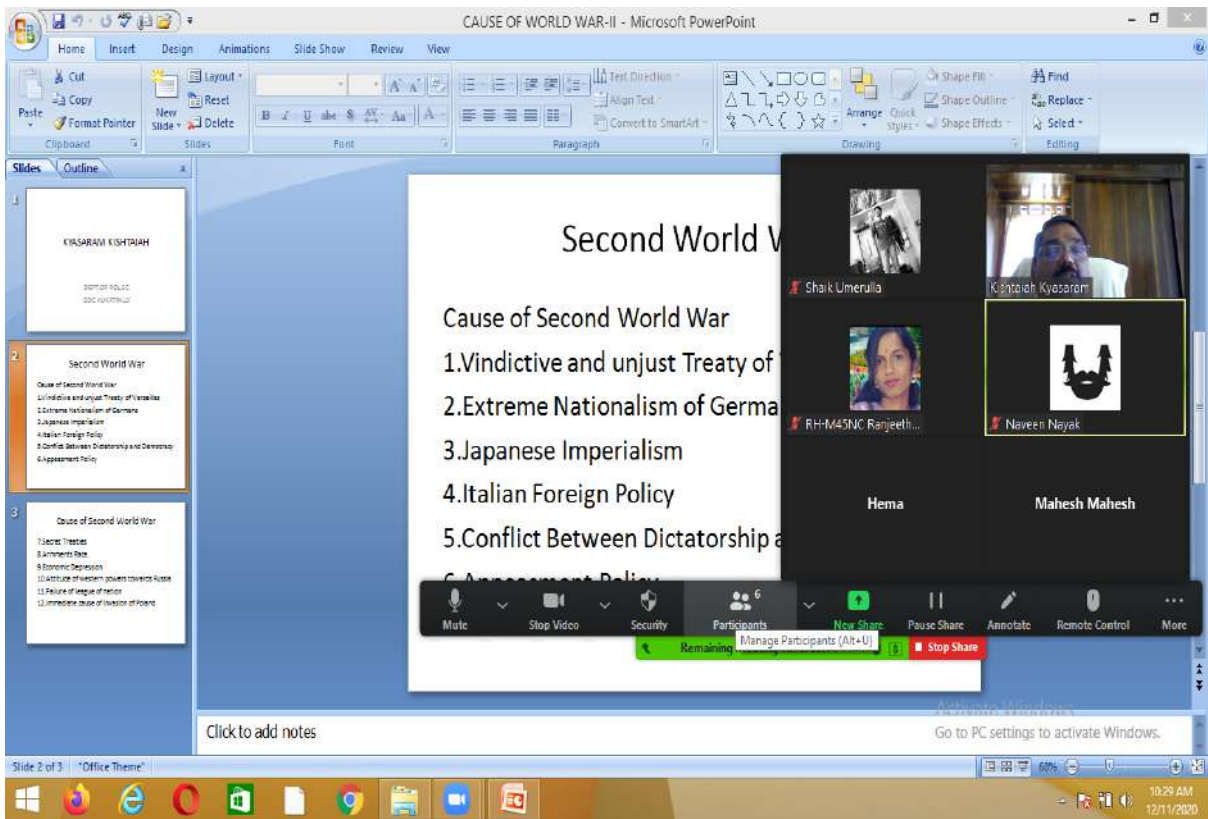 CAUSE OF WORLD WAR-II - Microsoft PowerPoint
Home Insert Design Animations Slide Show Review View
Paste
Cut
Copy
Format Painter
Clipboard
New Slide
Layout
Reset
Delete
Slides
Font
Text Direction
Align Text
Convert to SmartArt
Paragraph
Arrange
Quick Styles
Shape Fill
Shape Outline
Shape Effects
Drawing
Find
Replace
Select
Editing
Slides Outline
1
KYASARAM KISHTAIAH
2
Second World War
Cause of Second World War
1.Vindictive and unjust Treaty of Versailles
2.Extreme Nationalism of Germans
3.Japanese Imperialism
4.Italian Foreign Policy
5.Conflict Between Dictatorship and Democracy
6.Appeasment Policy
3
Cause of Second World War
7.Secret Treaties
8.Armments Race
9.Economic Depression
10.Attitude of western powers towards Russia
11.Failure of league of nation
12.Immediate cause of invasion of Poland
Second World W
Cause of Second World War
1.Vindictive and unjust Treaty of
2.Extreme Nationalism of Germa
3.Japanese Imperialism
4.Italian Foreign Policy
5.Conflict Between Dictatorship a
6.Appeasment Policy
Shaik Umerulla
Kishtaiah Kyasaram
RH-M45NC Ranjeeth...
Naveen Nayak
Hema
Mahesh Mahesh
Mute
Stop Video
Security
Participants 6
New Share
Pause Share
Annotate
Remote Control
More
Manage Participants (Alt+U)
Remaining
Stop Share
Click to add notes
Activate Windows
Go to PC settings to activate Windows.
Slide 2 of 3 "Office Theme"
68%
10:29 AM
12/11/2020